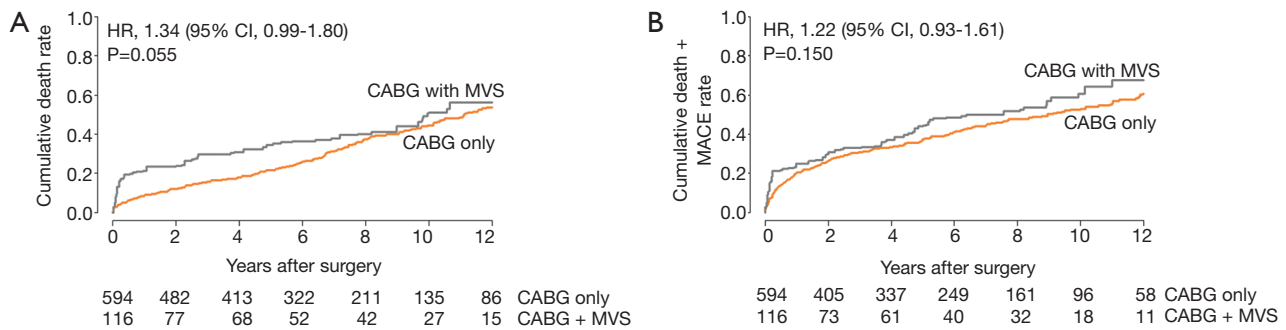 A
HR, 1.34 (95% CI, 0.99-1.80)
P=0.055
Cumulative death rate
1.0
0.8
0.6
0.4
0.2
0.0
CABG with MVS
CABG only
0 2 4 6 8 10 12
Years after surgery
594 482 413 322 211 135 86 CABG only
116 77 68 52 42 27 15 CABG + MVS
B
HR, 1.22 (95% CI, 0.93-1.61)
P=0.150
Cumulative death +
MACE rate
1.0
0.8
0.6
0.4
0.2
0.0
CABG with MVS
CABG only
0 2 4 6 8 10 12
Years after surgery
594 405 337 249 161 96 58 CABG only
116 73 61 40 32 18 11 CABG + MVS